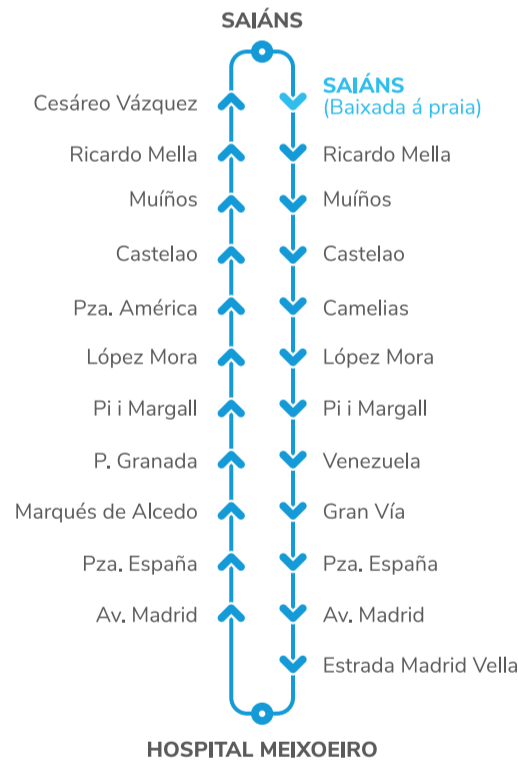 SAIÁNS
Cesáreo Vázquez
SAIÁNS
(Baixada á praia)
Ricardo Mella
Ricardo Mella
Muíños
Muíños
Castelao
Castelao
Pza. América
Camelias
López Mora
López Mora
Pi i Margall
Pi i Margall
P. Granada
Venezuela
Marqués de Alcedo
Gran Vía
Pza. España
Pza. España
Av. Madrid
Av. Madrid
Estrada Madrid Vella
HOSPITAL MEIXOEIRO